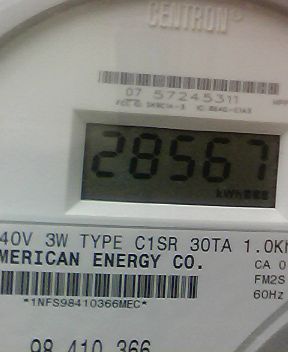 CENTRON®
07 57245311
28567
kWh
40V 3W TYPE C1SR 30TA 1.0K
MERICAN ENERGY CO.
CA 0
FM2S
60Hz
*1NFS98410366MEC*
98 410 366